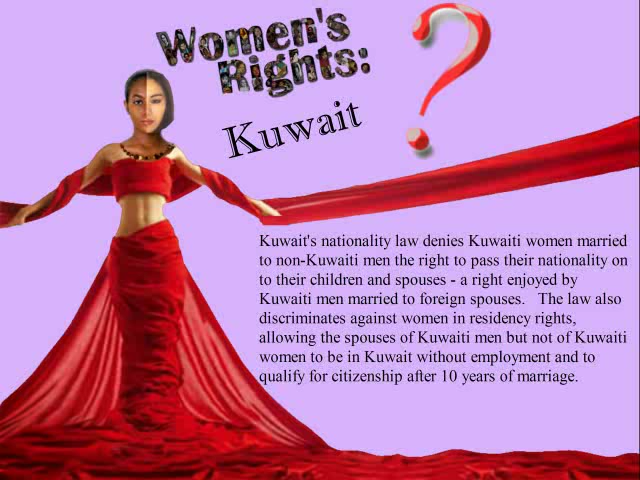 Women's
Rights:
?
Kuwait
Kuwait's nationality law denies Kuwaiti women married
to non-Kuwaiti men the right to pass their nationality on
to their children and spouses - a right enjoyed by
Kuwaiti men married to foreign spouses.   The law also
discriminates against women in residency rights,
allowing the spouses of Kuwaiti men but not of Kuwaiti
women to be in Kuwait without employment and to
qualify for citizenship after 10 years of marriage.